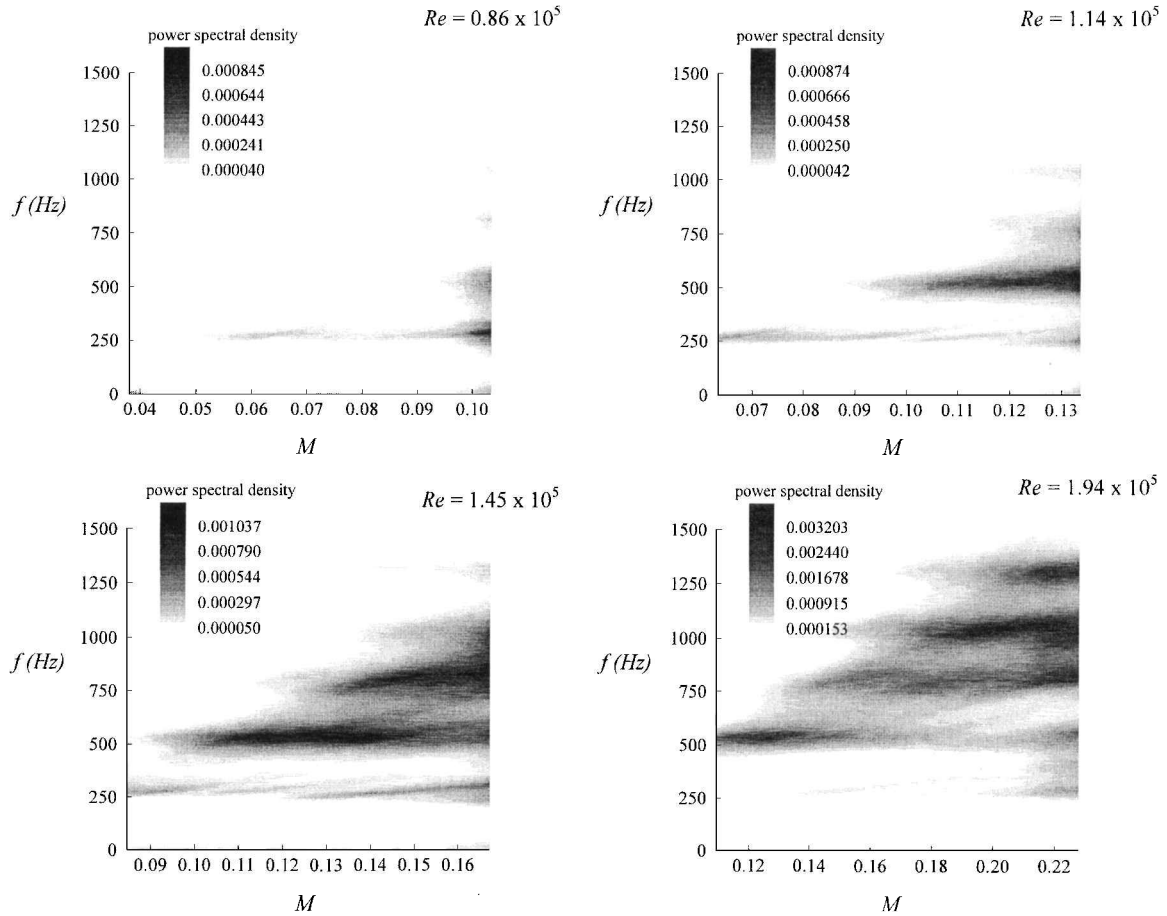 Re = 0.86 x 10⁵
power spectral density
0.000845
0.000644
0.000443
0.000241
0.000040
1500
1250
1000
750
500
250
0
f (Hz)
0.04 0.05 0.06 0.07 0.08 0.09 0.10
M
Re = 1.14 x 10⁵
power spectral density
0.000874
0.000666
0.000458
0.000250
0.000042
1500
1250
1000
750
500
250
0
f (Hz)
0.07 0.08 0.09 0.10 0.11 0.12 0.13
M
Re = 1.45 x 10⁵
power spectral density
0.001037
0.000790
0.000544
0.000297
0.000050
1500
1250
1000
750
500
250
0
f (Hz)
0.09 0.10 0.11 0.12 0.13 0.14 0.15 0.16
M
Re = 1.94 x 10⁵
power spectral density
0.003203
0.002440
0.001678
0.000915
0.000153
1500
1250
1000
750
500
250
0
f (Hz)
0.12 0.14 0.16 0.18 0.20 0.22
M